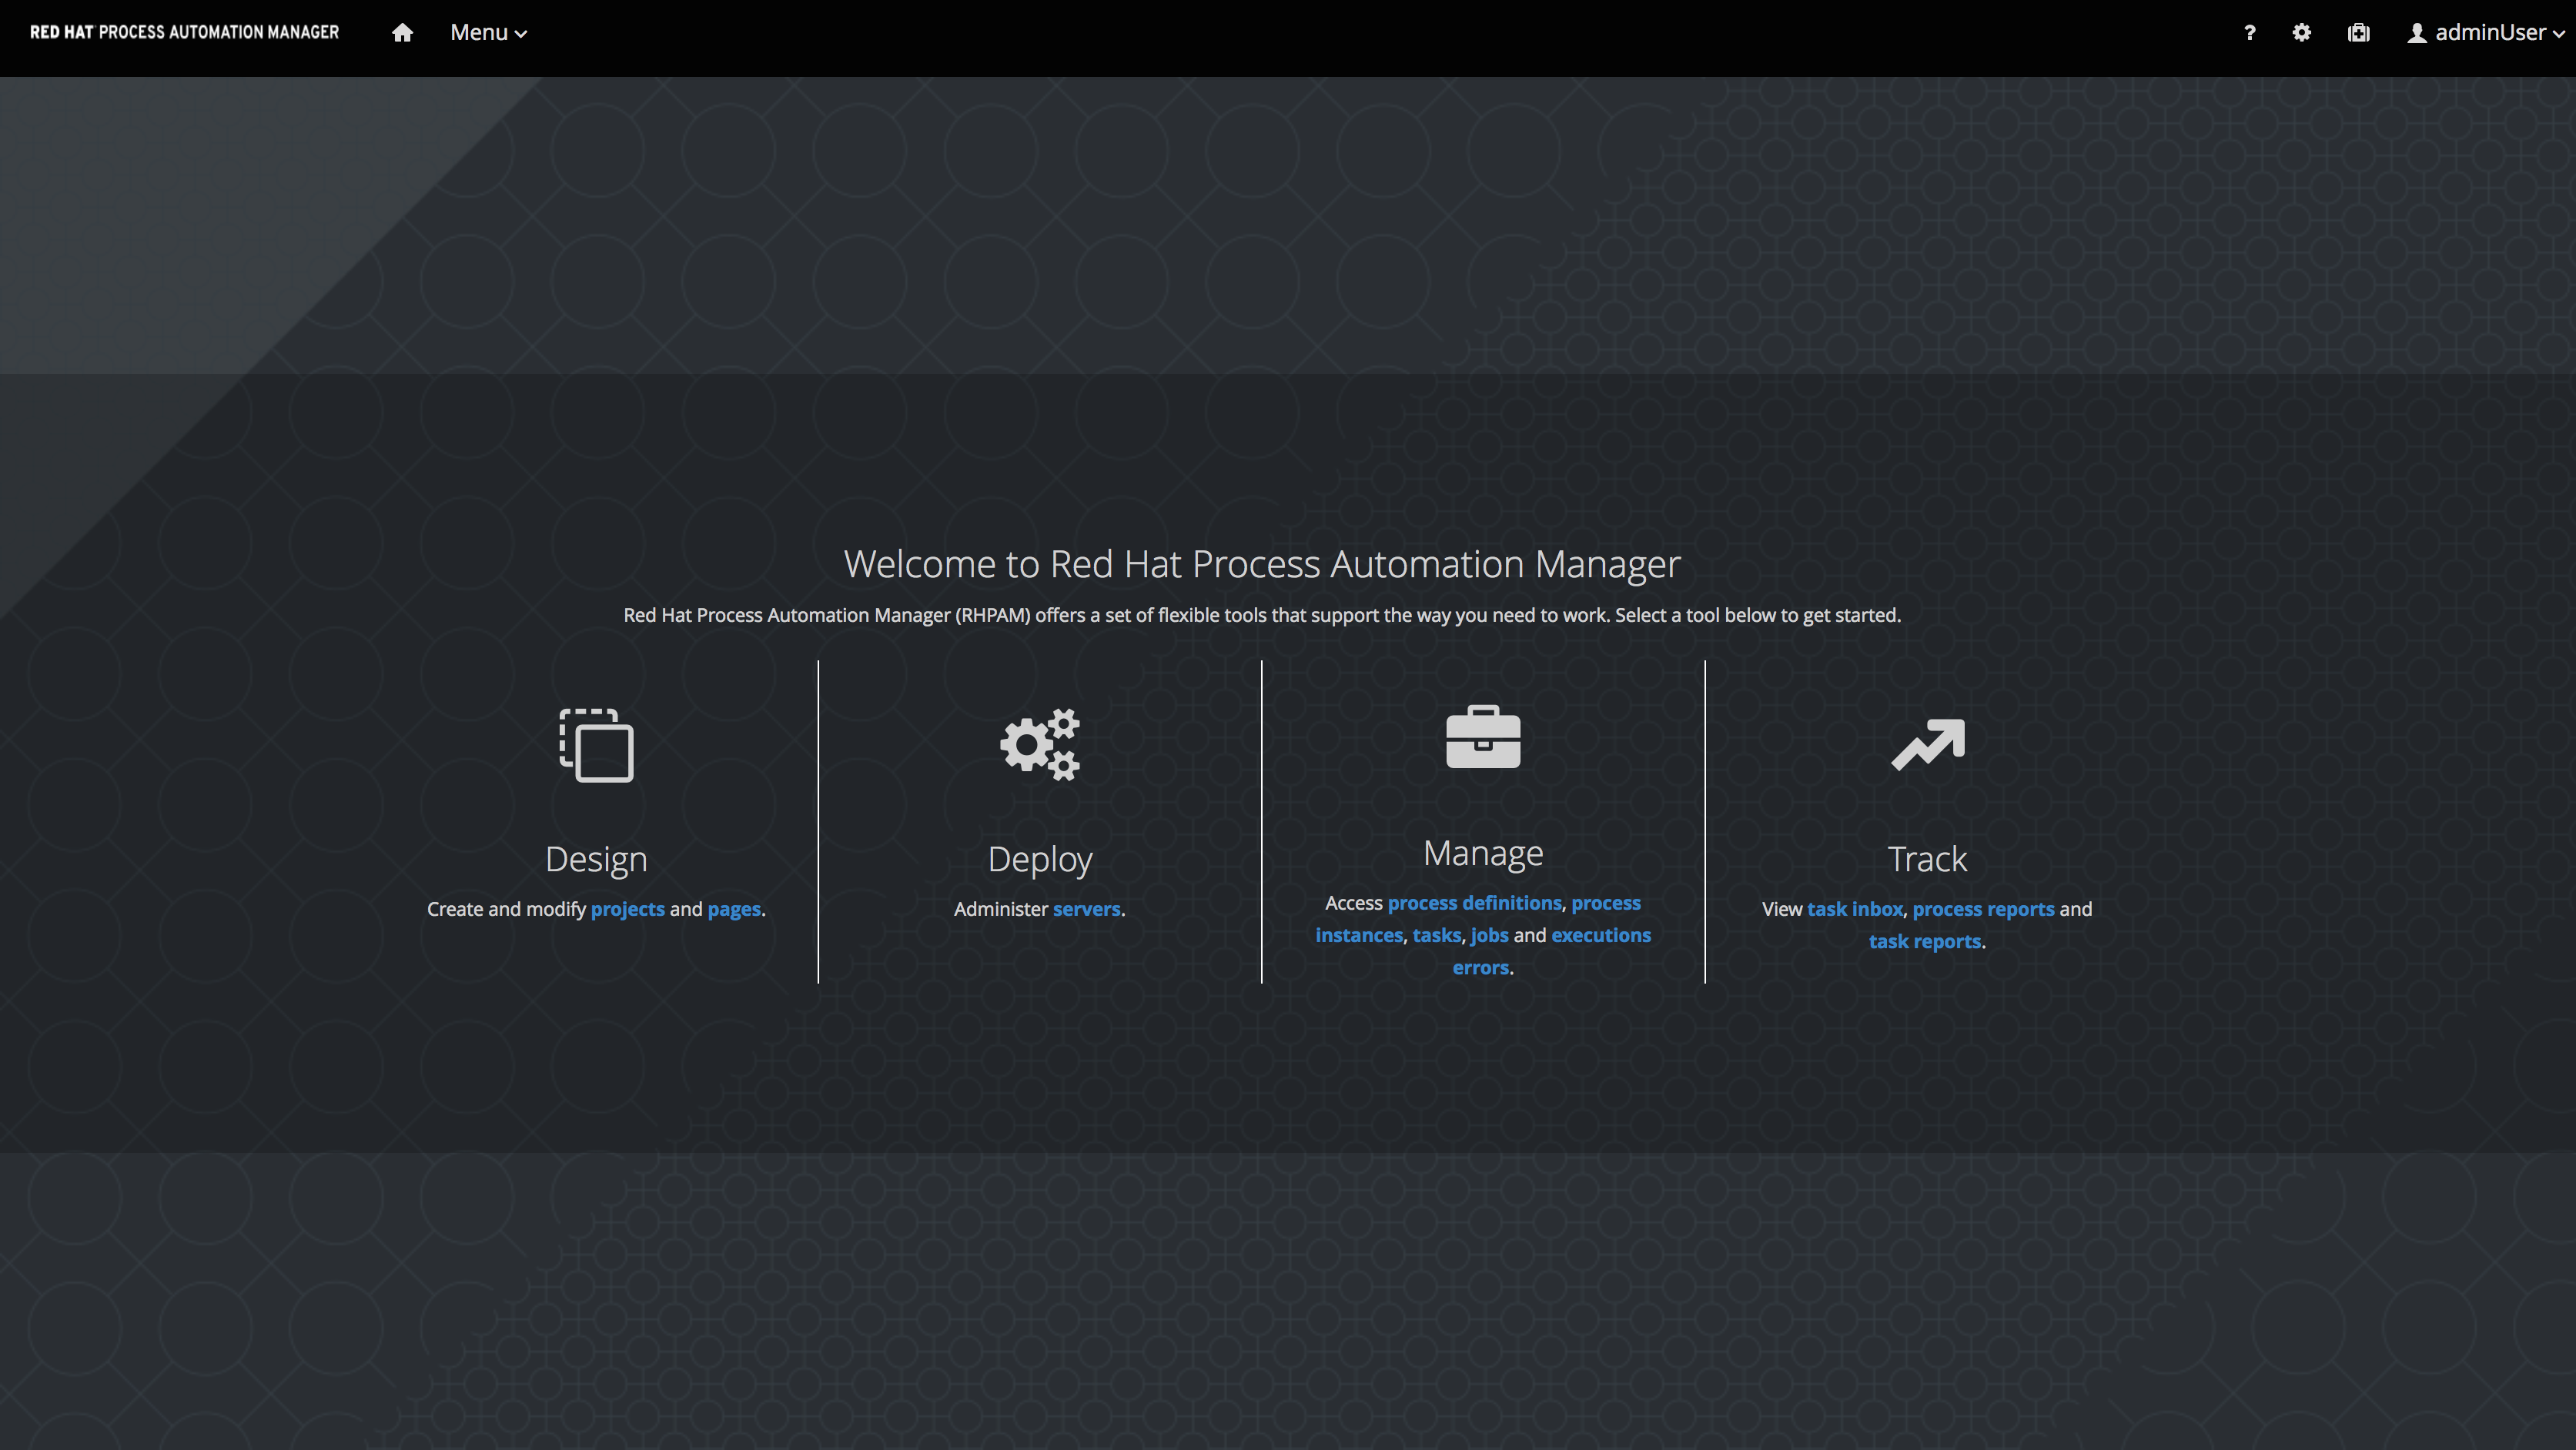 RED HAT PROCESS AUTOMATION MANAGER
Menu
?
adminUser
Welcome to Red Hat Process Automation Manager
Red Hat Process Automation Manager (RHPAM) offers a set of flexible tools that support the way you need to work. Select a tool below to get started.
Design
Create and modify projects and pages.
Deploy
Administer servers.
Manage
Access process definitions, process
instances, tasks, jobs and executions
errors.
Track
View task inbox, process reports and
task reports.